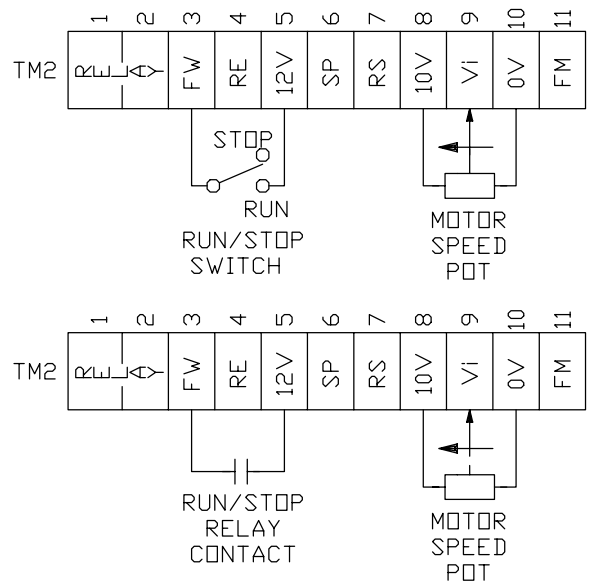 1 2 3 4 5 6 7 8 9 10 11
TM2 RELAY FW RE 12V SP RS 10V Vi 0V FM
STOP
RUN
RUN/STOP
SWITCH
MOTOR
SPEED
POT
1 2 3 4 5 6 7 8 9 10 11
TM2 RELAY FW RE 12V SP RS 10V Vi 0V FM
RUN/STOP
RELAY
CONTACT
MOTOR
SPEED
POT